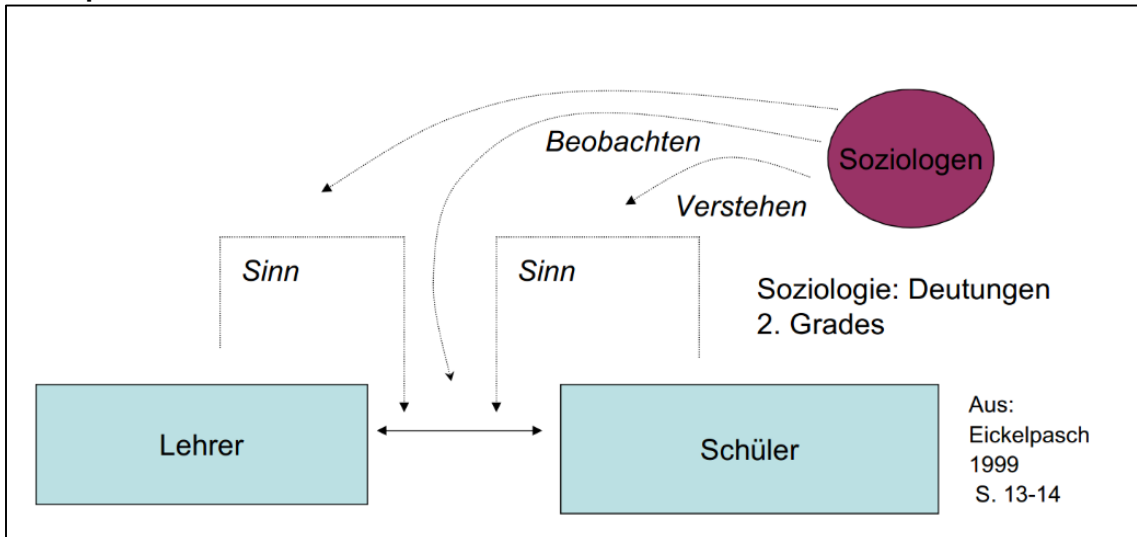 Beobachten
Soziologen
Verstehen
Sinn
Sinn
Soziologie: Deutungen
2. Grades
Lehrer
Schüler
Aus:
Eickelpasch
1999
S. 13-14